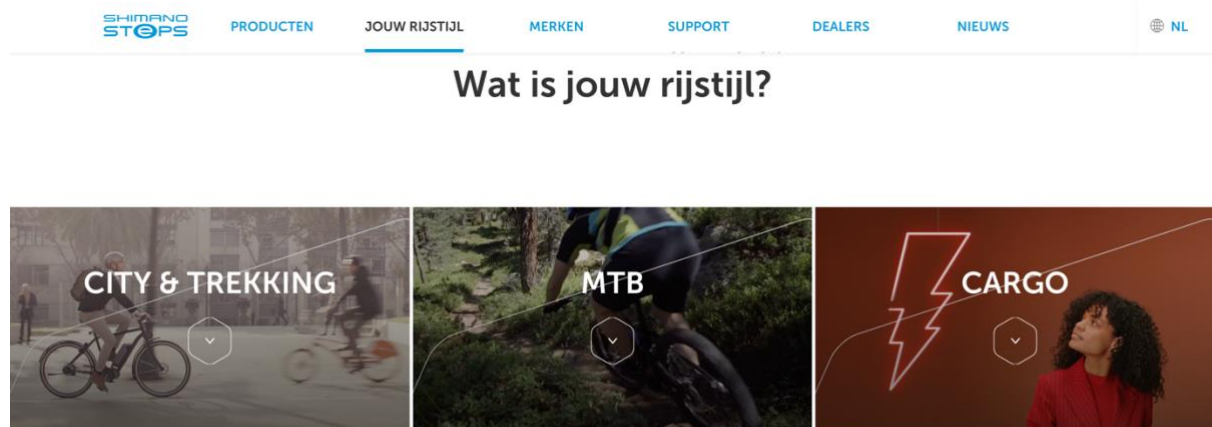 SHIMANO
STEPS
PRODUCTEN
JOUW RIJSTIJL
MERKEN
SUPPORT
DEALERS
NIEUWS
NL
Wat is jouw rijstijl?
CITY & TREKKING
MTB
CARGO